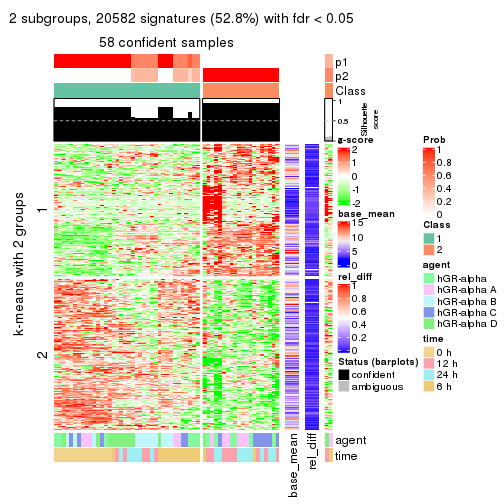 2 subgroups, 20582 signatures (52.8%) with fdr < 0.05
58 confident samples
p1
p2
Class
1
0.5
0
Silhouette
score
k-means with 2 groups
1
2
z-score
2
1
0
-1
-2
base_mean
15
10
5
0
rel_diff
1
0.8
0.6
0.4
0.2
0
Status (barplots)
confident
ambiguous
Prob
1
0.8
0.6
0.4
0.2
0
Class
1
2
agent
hGR-alpha
hGR-alpha A
hGR-alpha B
hGR-alpha C
hGR-alpha D
time
0 h
12 h
24 h
6 h
agent
time
base_mean
rel_diff